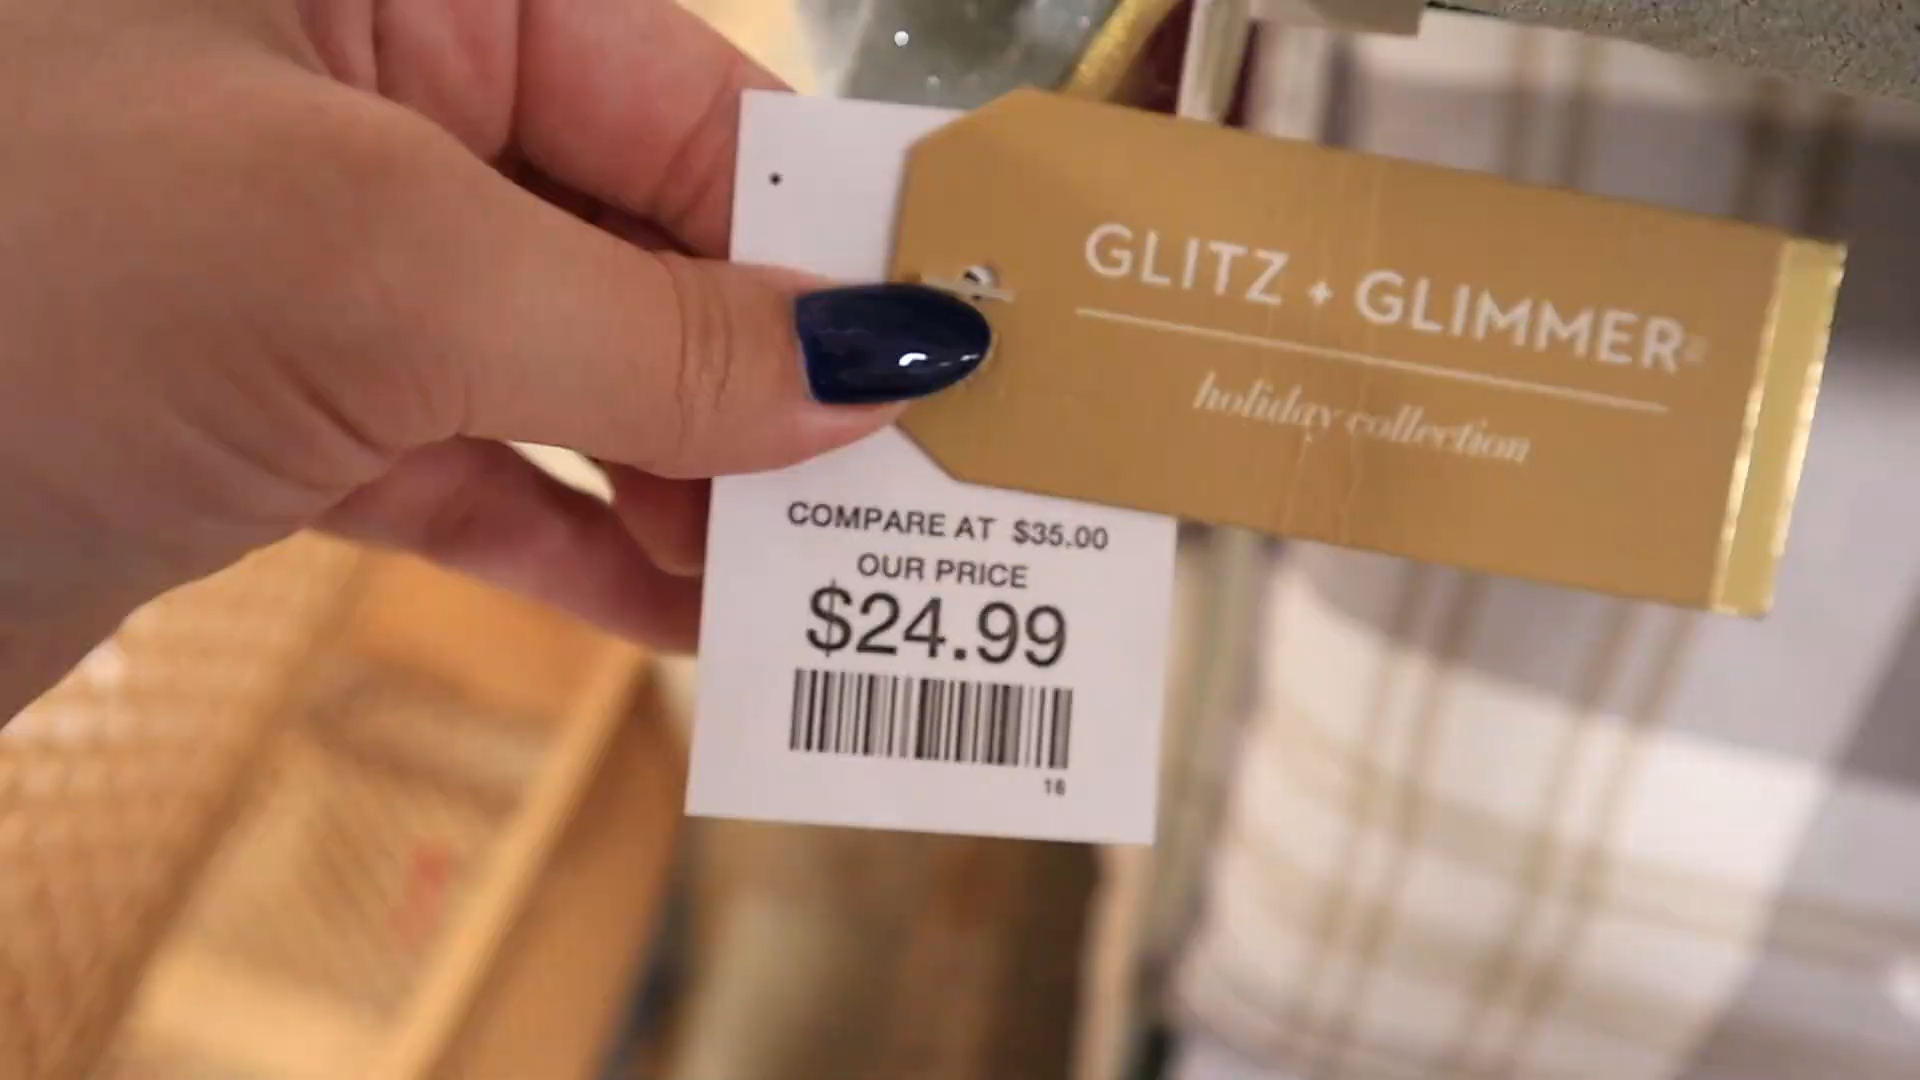 GLITZ + GLIMMER
holiday collection
COMPARE AT $35.00
OUR PRICE
$24.99
18